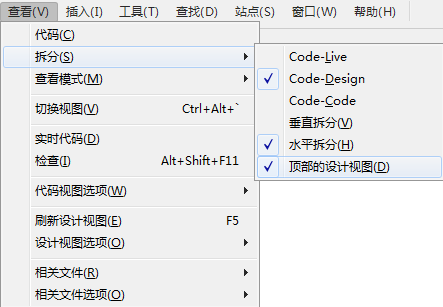 查看(V) 插入(I) 工具(T) 查找(D) 站点(S) 窗口(W) 帮助(H)
代码(C)
拆分(S)
查看模式(M)
切换视图(V) Ctrl+Alt+`
实时代码(D)
检查(I) Alt+Shift+F11
代码视图选项(W)
刷新设计视图(E) F5
设计视图选项(O)
相关文件(R)
相关文件选项(O)
Code-Live
Code-Design
Code-Code
垂直拆分(V)
水平拆分(H)
顶部的设计视图(D)